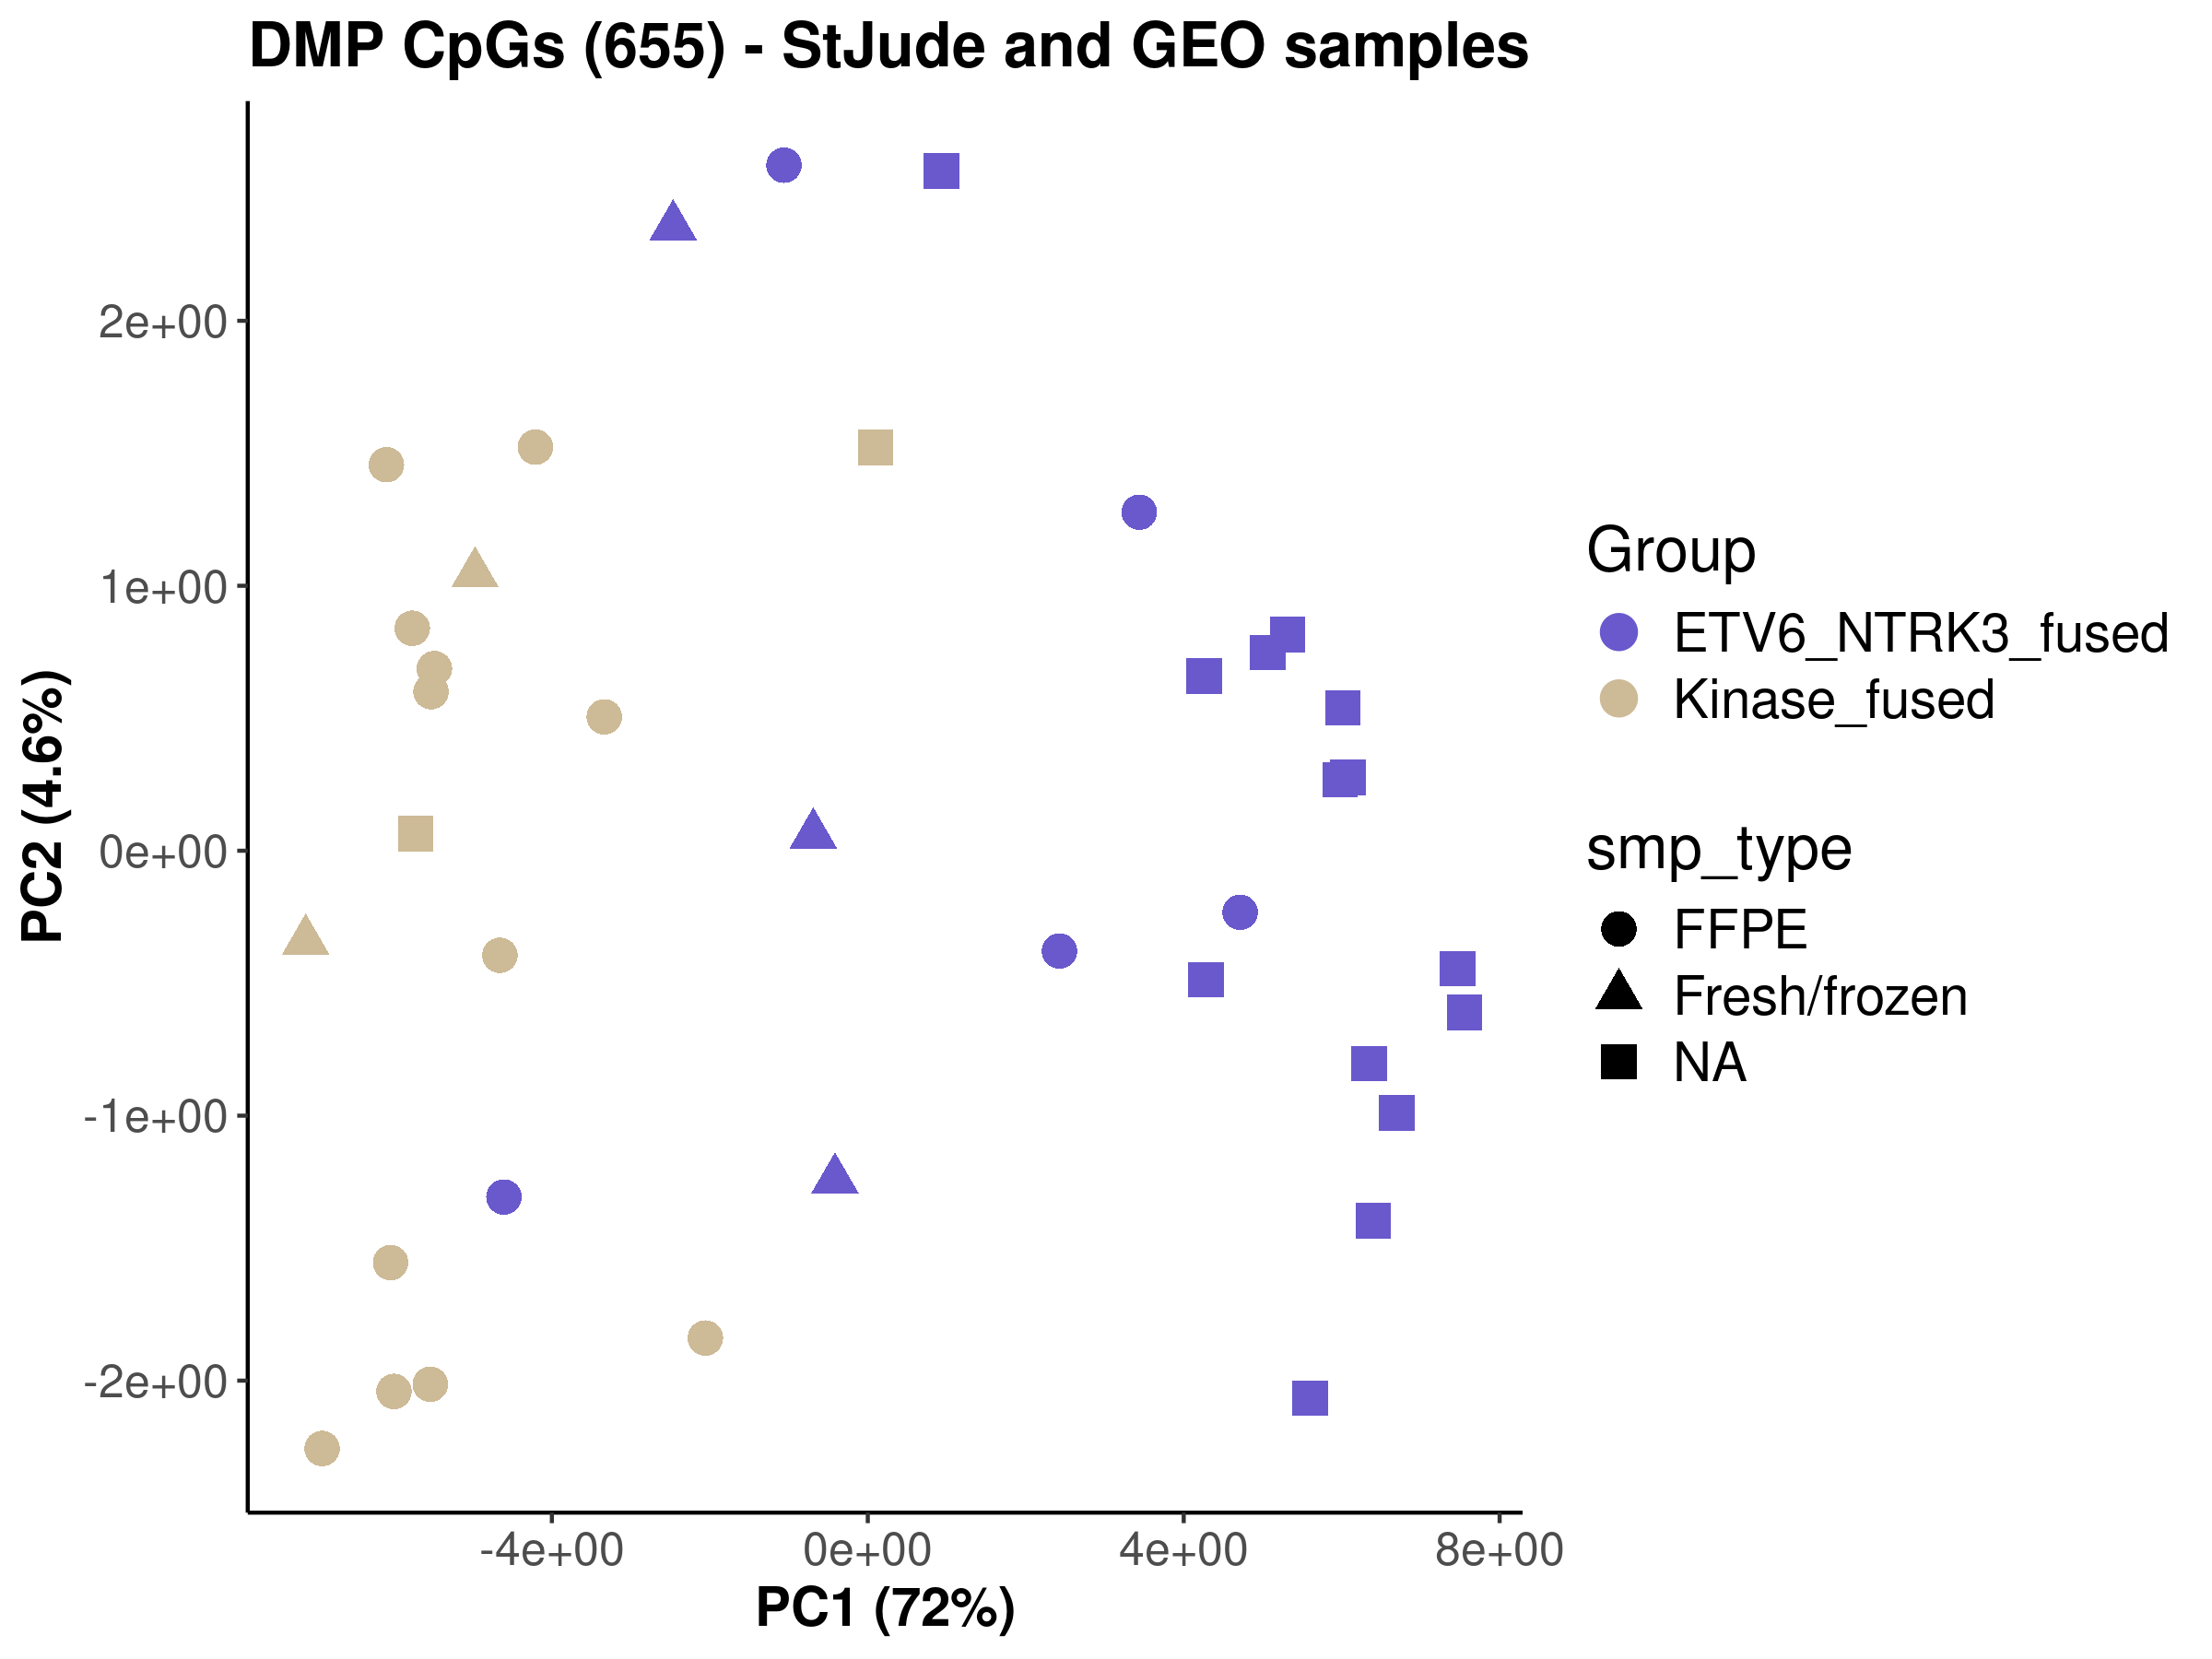 DMP CpGs (655) - StJude and GEO samples
PC2 (4.6%)
2e+00
1e+00
0e+00
-1e+00
-2e+00
-4e+00
0e+00
4e+00
8e+00
PC1 (72%)
Group
ETV6_NTRK3_fused
Kinase_fused
smp_type
FFPE
Fresh/frozen
NA